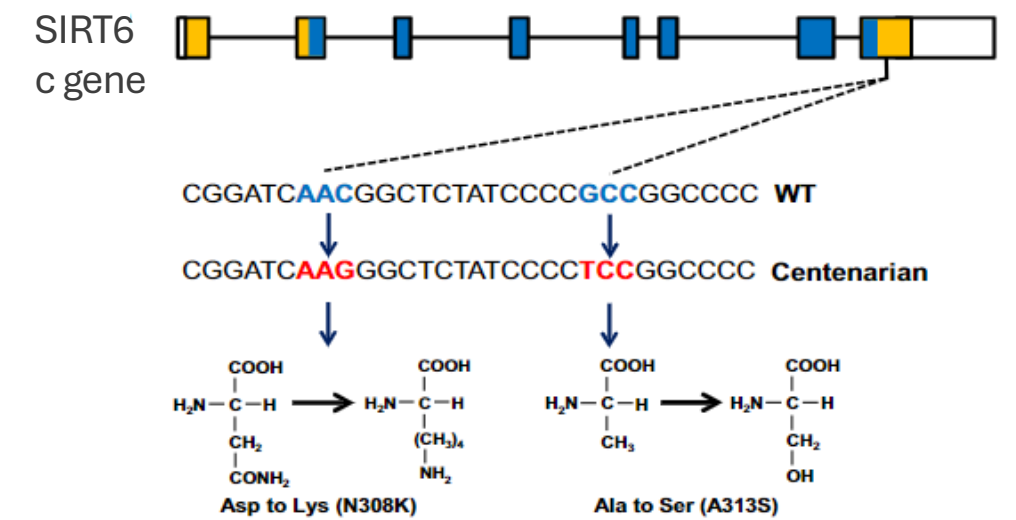 SIRT6
c gene
CGGATCAACGGCTCTATCCCCGCCGGCCCC WT
CGGATCAAGGGCTCTATCCCCTCCGGCCCC Centenarian
COOH COOH COOH COOH
H₂N–C–H H₂N–C–H H₂N–C–H H₂N–C–H
CH₂ (CH₂)₄ CH₃ CH₂
CONH₂ NH₂ OH
Asp to Lys (N308K) Ala to Ser (A313S)